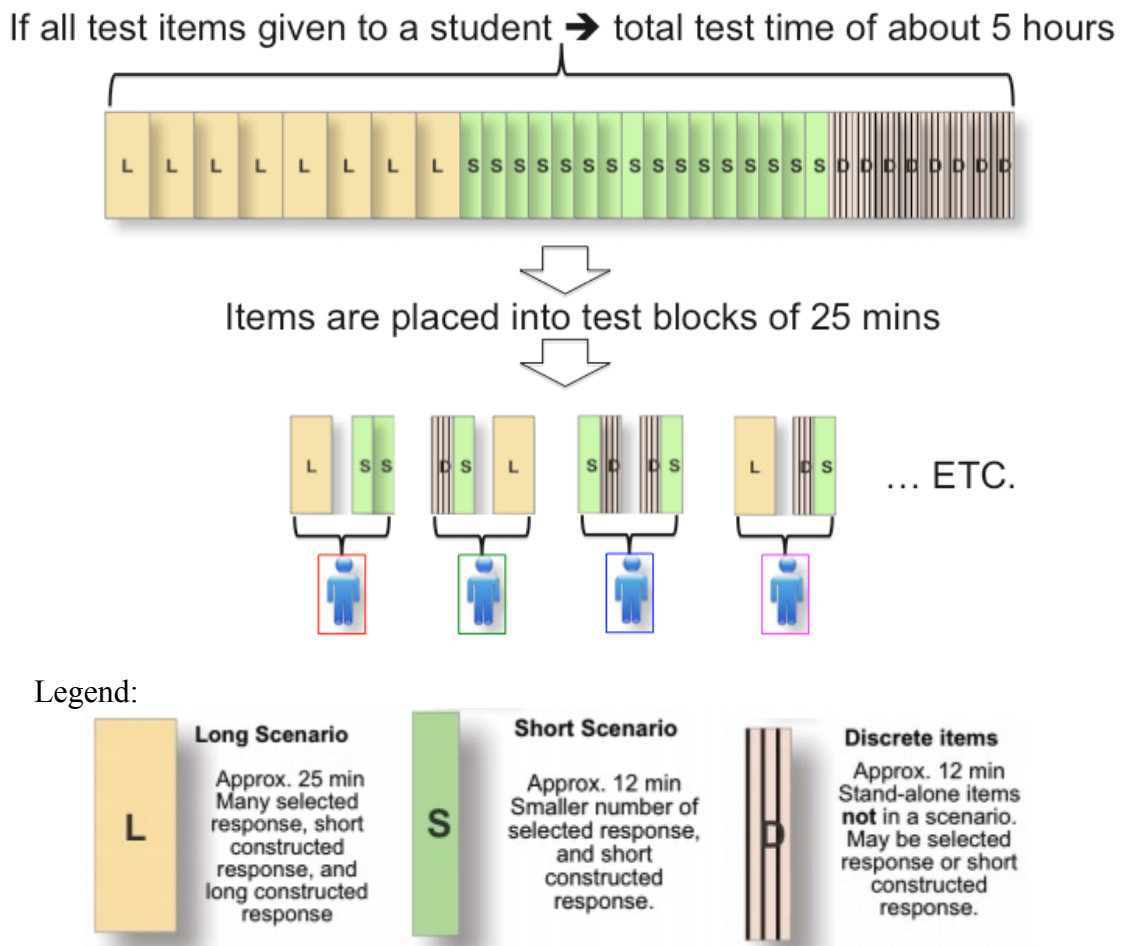 If all test items given to a student ➔ total test time of about 5 hours
L L L L L L L L S S S S S S S S S S S S S S S S D D D D D D D D
Items are placed into test blocks of 25 mins
L S S D S L S D D S L D S ... ETC.
Legend:
L
Long Scenario
Approx. 25 min
Many selected
response, short
constructed
response, and
long constructed
response
S
Short Scenario
Approx. 12 min
Smaller number of
selected response,
and short
constructed
response.
D
Discrete items
Approx. 12 min
Stand-alone items
not in a scenario.
May be selected
response or short
constructed
response.